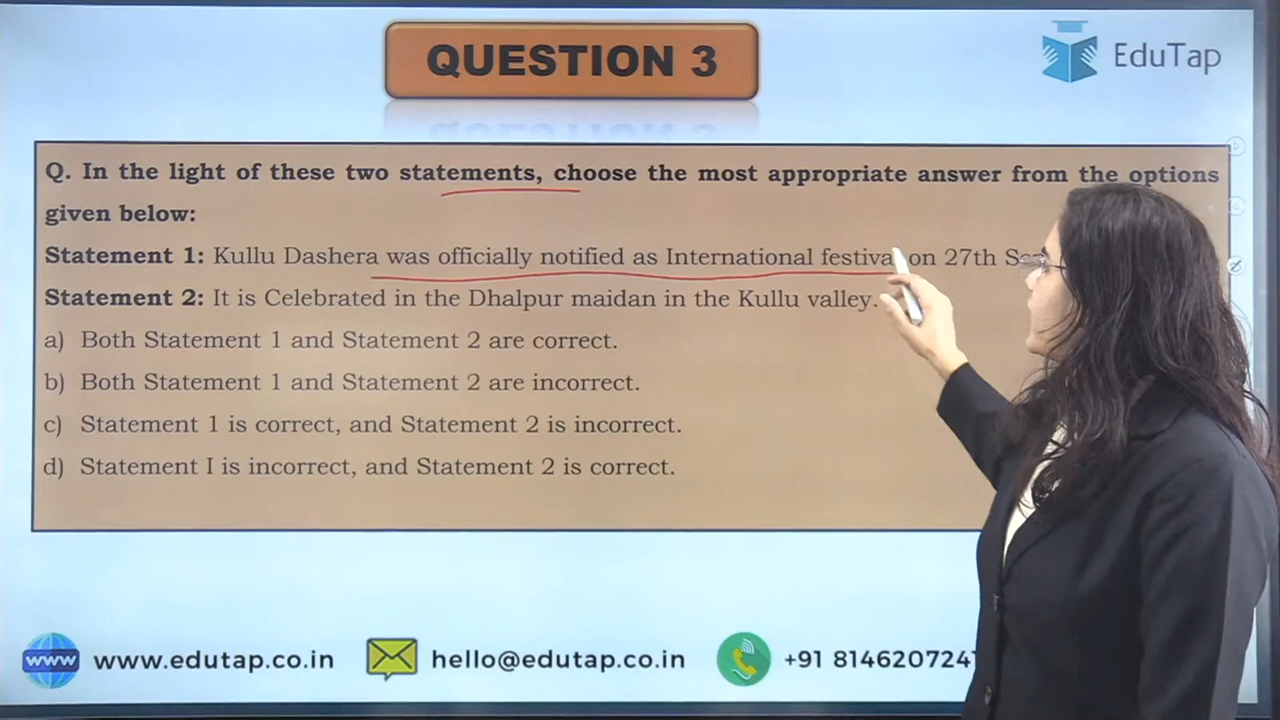 QUESTION 3
EduTap
Q. In the light of these two statements, choose the most appropriate answer from the options
given below:
Statement 1: Kullu Dashera was officially notified as International festival on 27th
Statement 2: It is Celebrated in the Dhalpur maidan in the Kullu valley.
a) Both Statement 1 and Statement 2 are correct.
b) Both Statement 1 and Statement 2 are incorrect.
c) Statement 1 is correct, and Statement 2 is incorrect.
d) Statement I is incorrect, and Statement 2 is correct.
www www.edutap.co.in hello@edutap.co.in +91 814620724